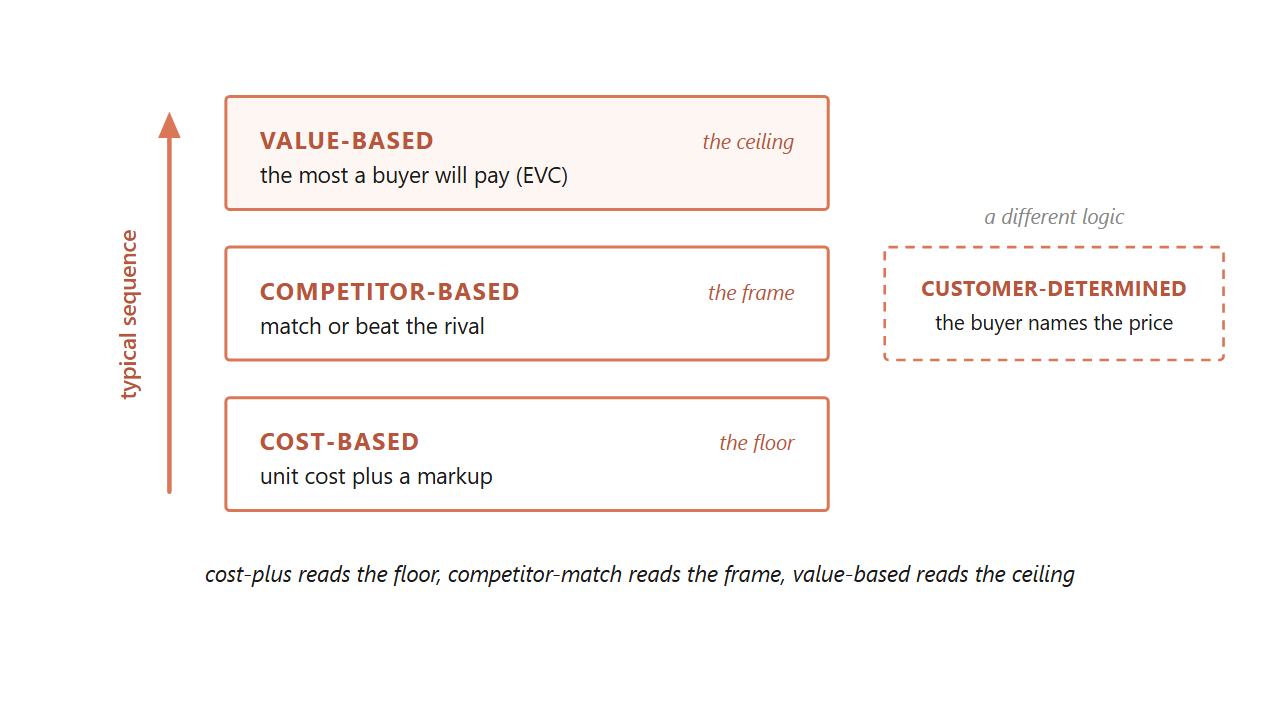 VALUE-BASED
the ceiling
the most a buyer will pay (EVC)
a different logic
COMPETITOR-BASED
the frame
match or beat the rival
CUSTOMER-DETERMINED
the buyer names the price
typical sequence
COST-BASED
the floor
unit cost plus a markup
cost-plus reads the floor, competitor-match reads the frame, value-based reads the ceiling